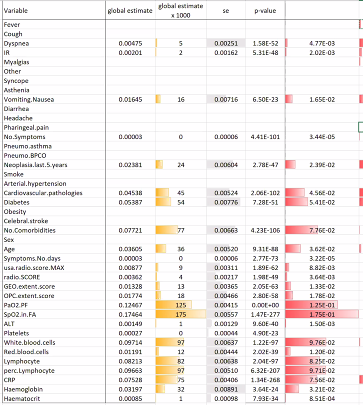 Variable global estimate global estimate x 1000 se p-value
Fever
Cough
Dyspnea 0.00475 5 0.00251 1.58E-52 4.77E-03
IR 0.00201 2 0.00162 5.31E-48 2.02E-03
Myalgias
Other
Syncope
Asthenia
Vomiting.Nausea 0.01645 16 0.00716 6.50E-23 1.65E-02
Diarrhea
Headache
Pharingeal.pain
No.Symptoms 0.00003 0 0.00006 4.41E-101 3.44E-05
Pneumo.asthma
Pneumo.BPCO
Neoplasia.last.5.years 0.02381 24 0.00604 2.78E-47 2.39E-02
Smoke
Arterial.hypertension
Cardiovascular.pathologies 0.04538 45 0.00524 2.06E-102 4.56E-02
Diabetes 0.05387 54 0.00776 7.28E-51 5.41E-02
Obesity
Celebral.stroke
No.Comorbidities 0.07721 77 0.00663 4.23E-106 7.76E-02
Sex
Age 0.03605 36 0.00520 9.31E-88 3.62E-02
Symptoms.No.days 0.00003 0 0.00006 2.77E-73 3.22E-05
usa.radio.score.MAX 0.00877 9 0.00311 1.89E-62 8.82E-03
radio.SCORE 0.00362 4 0.00217 1.98E-49 3.64E-03
GEO.extent.score 0.01328 13 0.00365 2.05E-63 1.33E-02
OPC.extent.score 0.01774 18 0.00466 2.80E-58 1.78E-02
PaO2.PF 0.12467 125 0.00415 0.00E+00 1.25E-01
SpO2.in.FA 0.17464 175 0.00557 1.47E-277 1.75E-01
ALT 0.00149 1 0.00129 9.60E-40 1.50E-03
Platelets 0.00027 0 0.00044 4.90E-23
White.blood.cells 0.09714 97 0.00637 1.22E-97 9.76E-02
Red.blood.cells 0.01191 12 0.00444 2.02E-39 1.20E-02
Lymphocyte 0.08213 82 0.00638 2.04E-97 8.25E-02
perc.Lymphocyte 0.09663 97 0.00510 6.32E-207 9.71E-02
CRP 0.07528 75 0.00406 1.34E-268 7.56E-02
Haemoglobin 0.03197 32 0.00891 3.64E-24 3.21E-02
Haematocrit 0.00085 1 0.00098 7.93E-34 8.51E-04